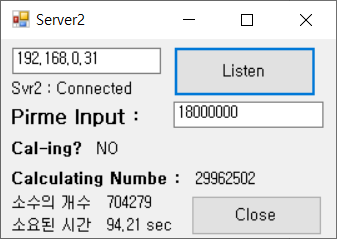 Server2
192,168,0,31
Listen
Svr2 : Connected
Pirme Input : 18000000
Cal-ing? NO
Calculating Numbe : 29962502
소수의 개수 704279
소요된 시간 94,21 sec
Close